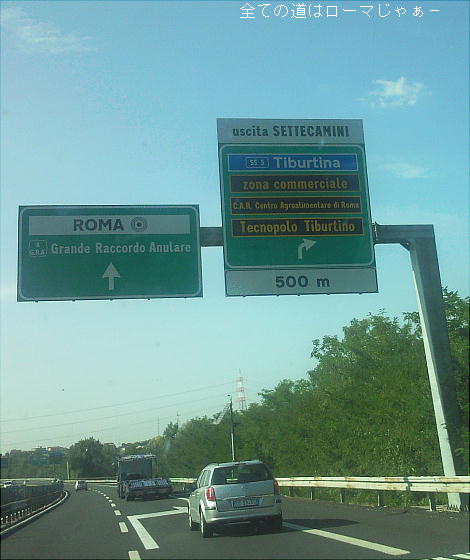 全ての道はローマじゃぁー
uscita SETTECAMINI
SS 5 Tiburtina
zona commerciale
C.A.R. Centro Agroalimentare di Roma
Tecnopolo Tiburtino
500 m
ROMA
A G.R.A Grande Raccordo Anulare